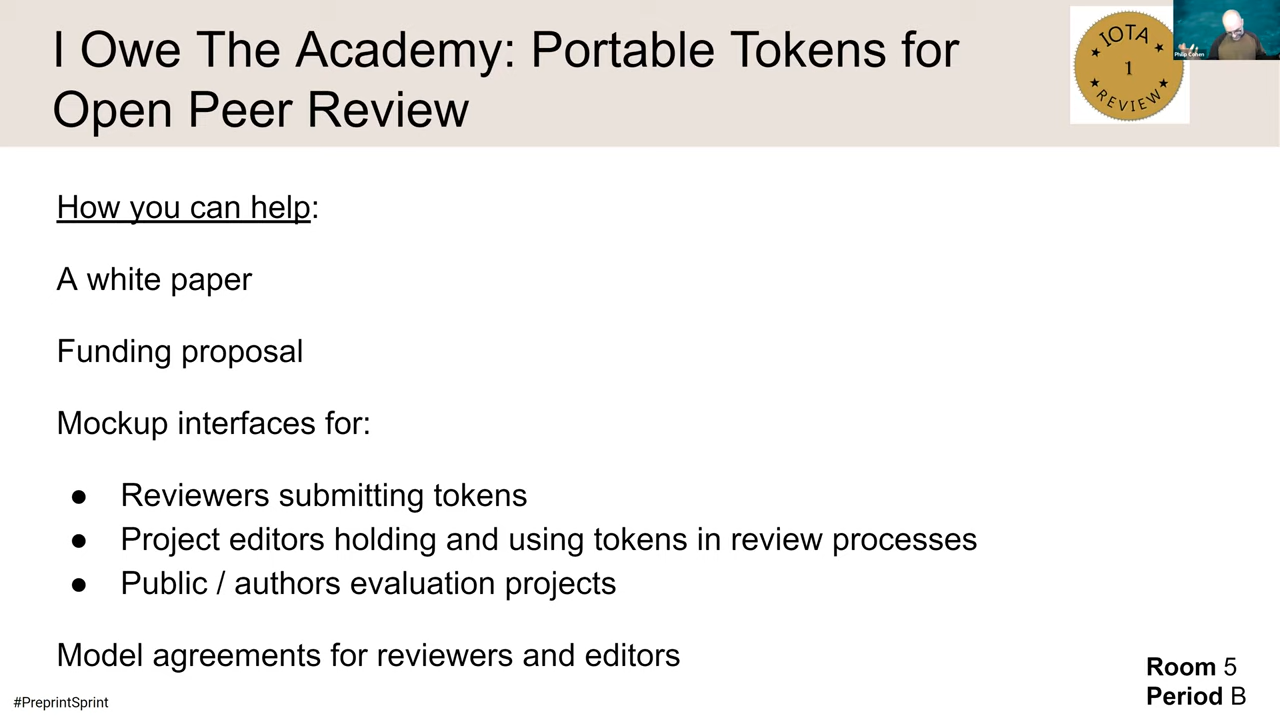 I Owe The Academy: Portable Tokens for
Open Peer Review
IOTA
1
REVIEW
Philip Cohen
How you can help:
A white paper
Funding proposal
Mockup interfaces for:
● Reviewers submitting tokens
● Project editors holding and using tokens in review processes
● Public / authors evaluation projects
Model agreements for reviewers and editors
Room 5
Period B
#PreprintSprint